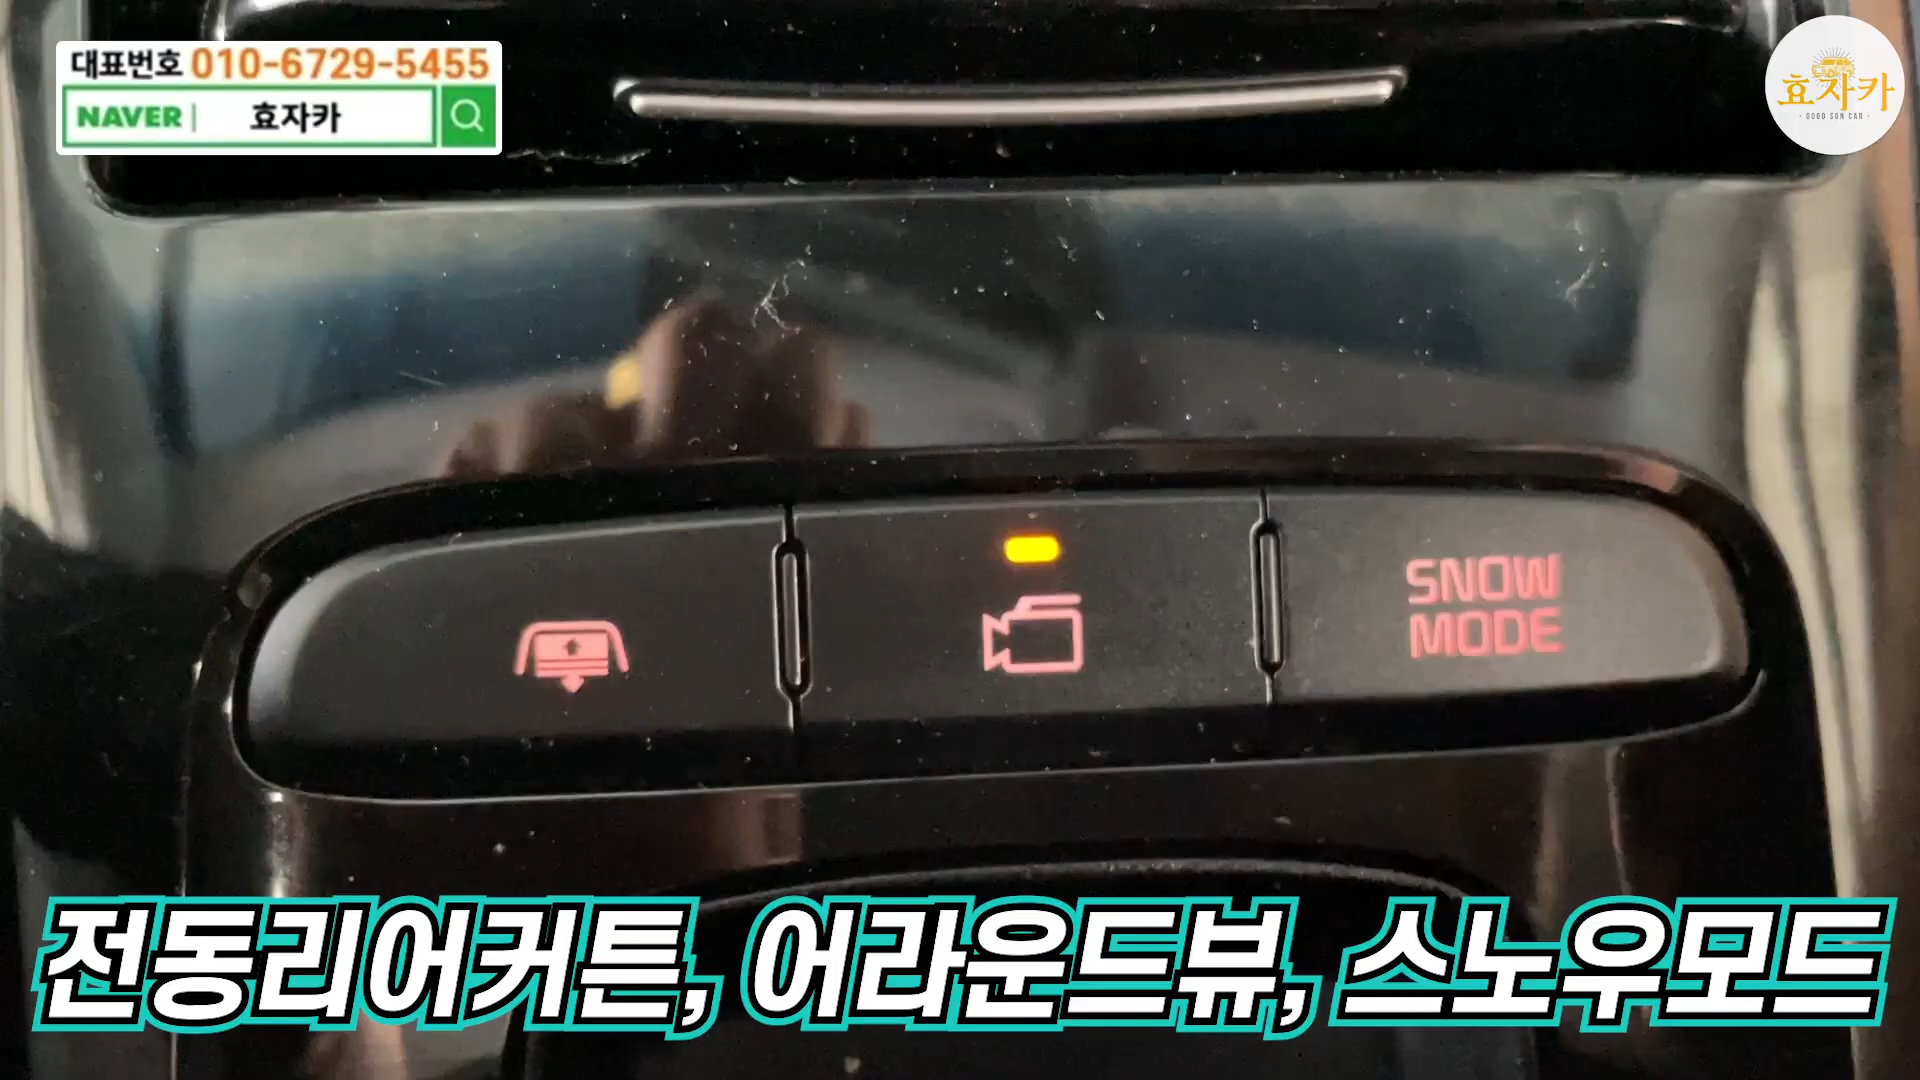 대표번호 010-6729-5455
NAVER 효자카
효자카
· GOOD SON CAR ·
SNOW
MODE
전동리어커튼, 어라운드뷰, 스노우모드